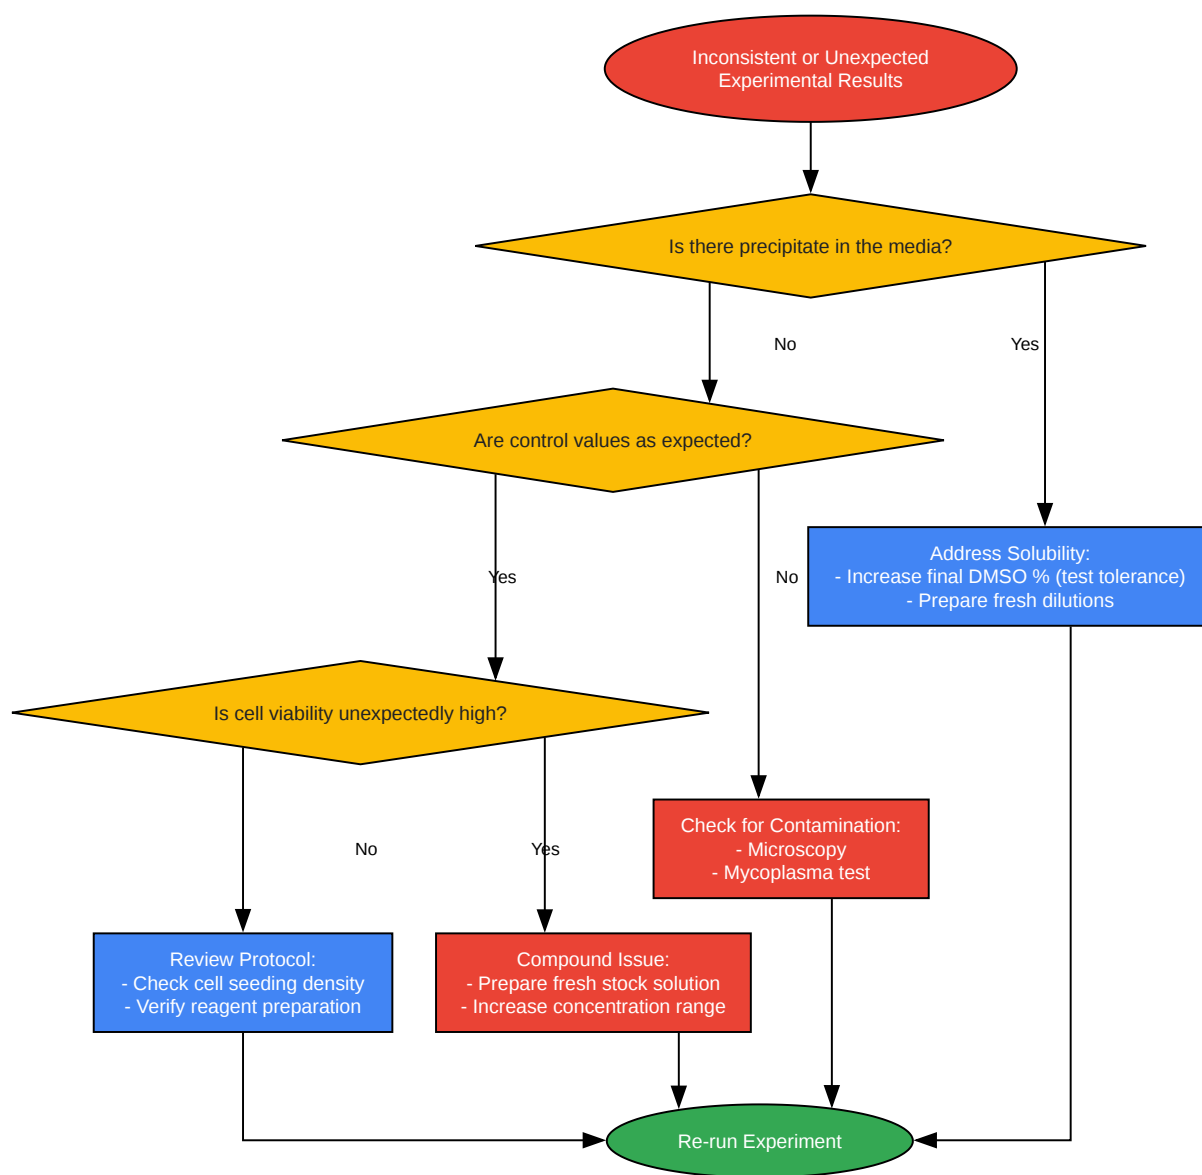 Inconsistent or Unexpected
Experimental Results
Is there precipitate in the media?
No
Yes
Are control values as expected?
Yes
No
Address Solubility:
- Increase final DMSO % (test tolerance)
- Prepare fresh dilutions
Is cell viability unexpectedly high?
No
Yes
Check for Contamination:
- Microscopy
- Mycoplasma test
Review Protocol:
- Check cell seeding density
- Verify reagent preparation
Compound Issue:
- Prepare fresh stock solution
- Increase concentration range
Re-run Experiment